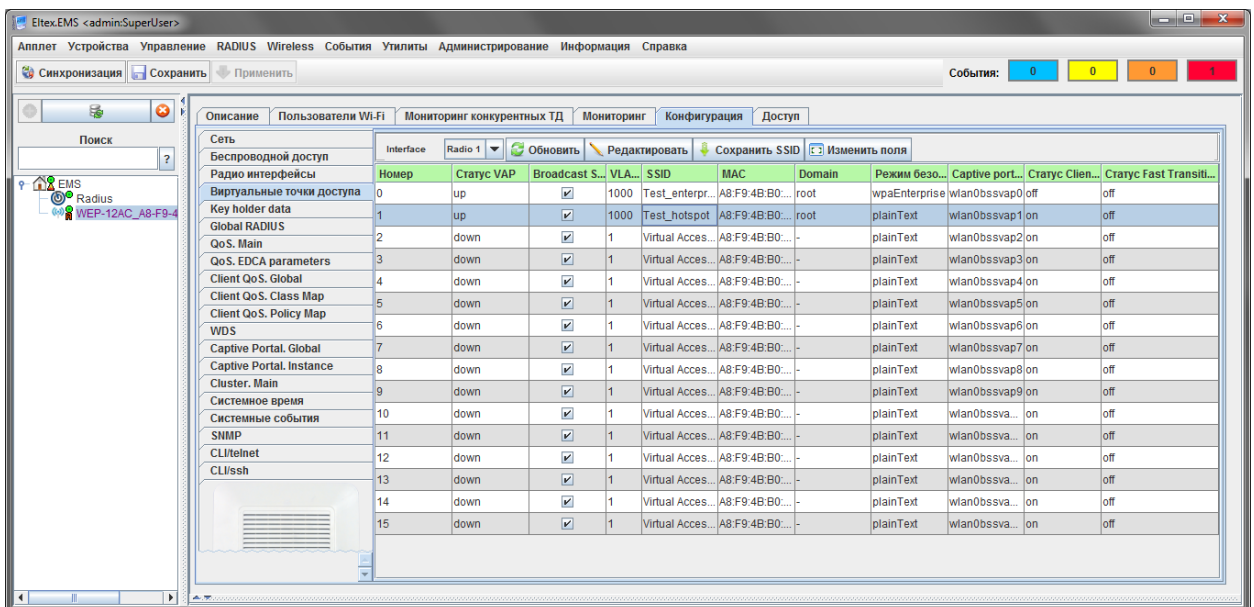 Eltex.EMS <admin:SuperUser>
Апплет Устройства Управление RADIUS Wireless События Утилиты Администрирование Информация Справка
Синхронизация Сохранить Применить События: 0 0 0 1
Поиск
?
EMS
Radius
WEP-12AC_A8-F9-4
Описание Пользователи Wi-Fi Мониторинг конкурентных ТД Мониторинг Конфигурация Доступ
Сеть
Беспроводной доступ
Радио интерфейсы
Виртуальные точки доступа
Key holder data
Global RADIUS
QoS. Main
QoS. EDCA parameters
Client QoS. Global
Client QoS. Class Map
Client QoS. Policy Map
WDS
Captive Portal. Global
Captive Portal. Instance
Cluster. Main
Системное время
Системные события
SNMP
CLI/telnet
CLI/ssh
Interface Radio 1 Обновить Редактировать Сохранить SSID Изменить поля
Номер Статус VAP Broadcast S... VLA... SSID MAC Domain Режим безо... Captive port... Статус Clien... Статус Fast Transiti...
0 up 1000 Test_enterpr... A8:F9:4B:B0:... root wpaEnterprise wlan0bssvap0 off off
1 up 1000 Test_hotspot A8:F9:4B:B0:... root plainText wlan0bssvap1 on off
2 down 1 Virtual Acces... A8:F9:4B:B0:... - plainText wlan0bssvap2 on off
3 down 1 Virtual Acces... A8:F9:4B:B0:... - plainText wlan0bssvap3 on off
4 down 1 Virtual Acces... A8:F9:4B:B0:... - plainText wlan0bssvap4 on off
5 down 1 Virtual Acces... A8:F9:4B:B0:... - plainText wlan0bssvap5 on off
6 down 1 Virtual Acces... A8:F9:4B:B0:... - plainText wlan0bssvap6 on off
7 down 1 Virtual Acces... A8:F9:4B:B0:... - plainText wlan0bssvap7 on off
8 down 1 Virtual Acces... A8:F9:4B:B0:... - plainText wlan0bssvap8 on off
9 down 1 Virtual Acces... A8:F9:4B:B0:... - plainText wlan0bssvap9 on off
10 down 1 Virtual Acces... A8:F9:4B:B0:... - plainText wlan0bssva... on off
11 down 1 Virtual Acces... A8:F9:4B:B0:... - plainText wlan0bssva... on off
12 down 1 Virtual Acces... A8:F9:4B:B0:... - plainText wlan0bssva... on off
13 down 1 Virtual Acces... A8:F9:4B:B0:... - plainText wlan0bssva... on off
14 down 1 Virtual Acces... A8:F9:4B:B0:... - plainText wlan0bssva... on off
15 down 1 Virtual Acces... A8:F9:4B:B0:... - plainText wlan0bssva... on off